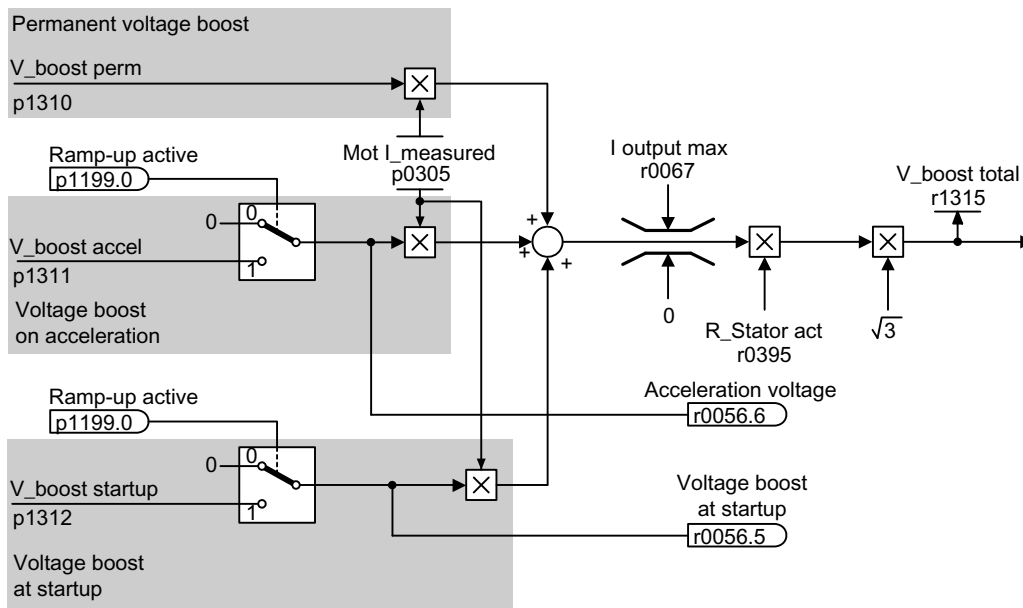 Permanent voltage boost
V_boost perm
p1310
Ramp-up active
p1199.0
Mot I_measured
p0305
I output max
r0067
V_boost total
r1315
0
0
V_boost accel
p1311
1
Voltage boost
on acceleration
+
+
+
0
R_Stator act
r0395
√3
Acceleration voltage
r0056.6
Ramp-up active
p1199.0
0
0
V_boost startup
p1312
1
Voltage boost
at startup
r0056.5
Voltage boost
at startup